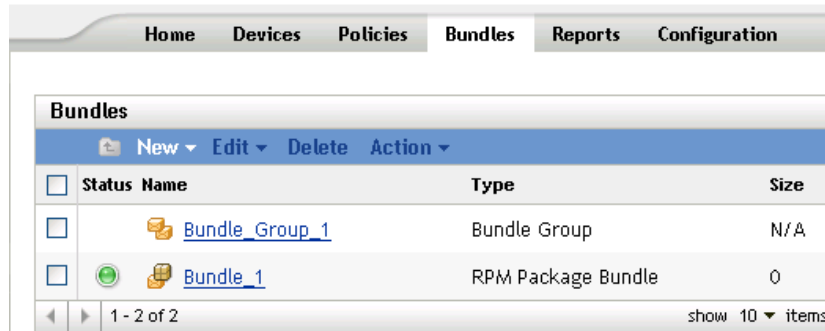 Home Devices Policies Bundles Reports Configuration
Bundles
New Edit Delete Action
Status Name Type Size
Bundle_Group_1 Bundle Group N/A
Bundle_1 RPM Package Bundle 0
1 - 2 of 2 show 10 items